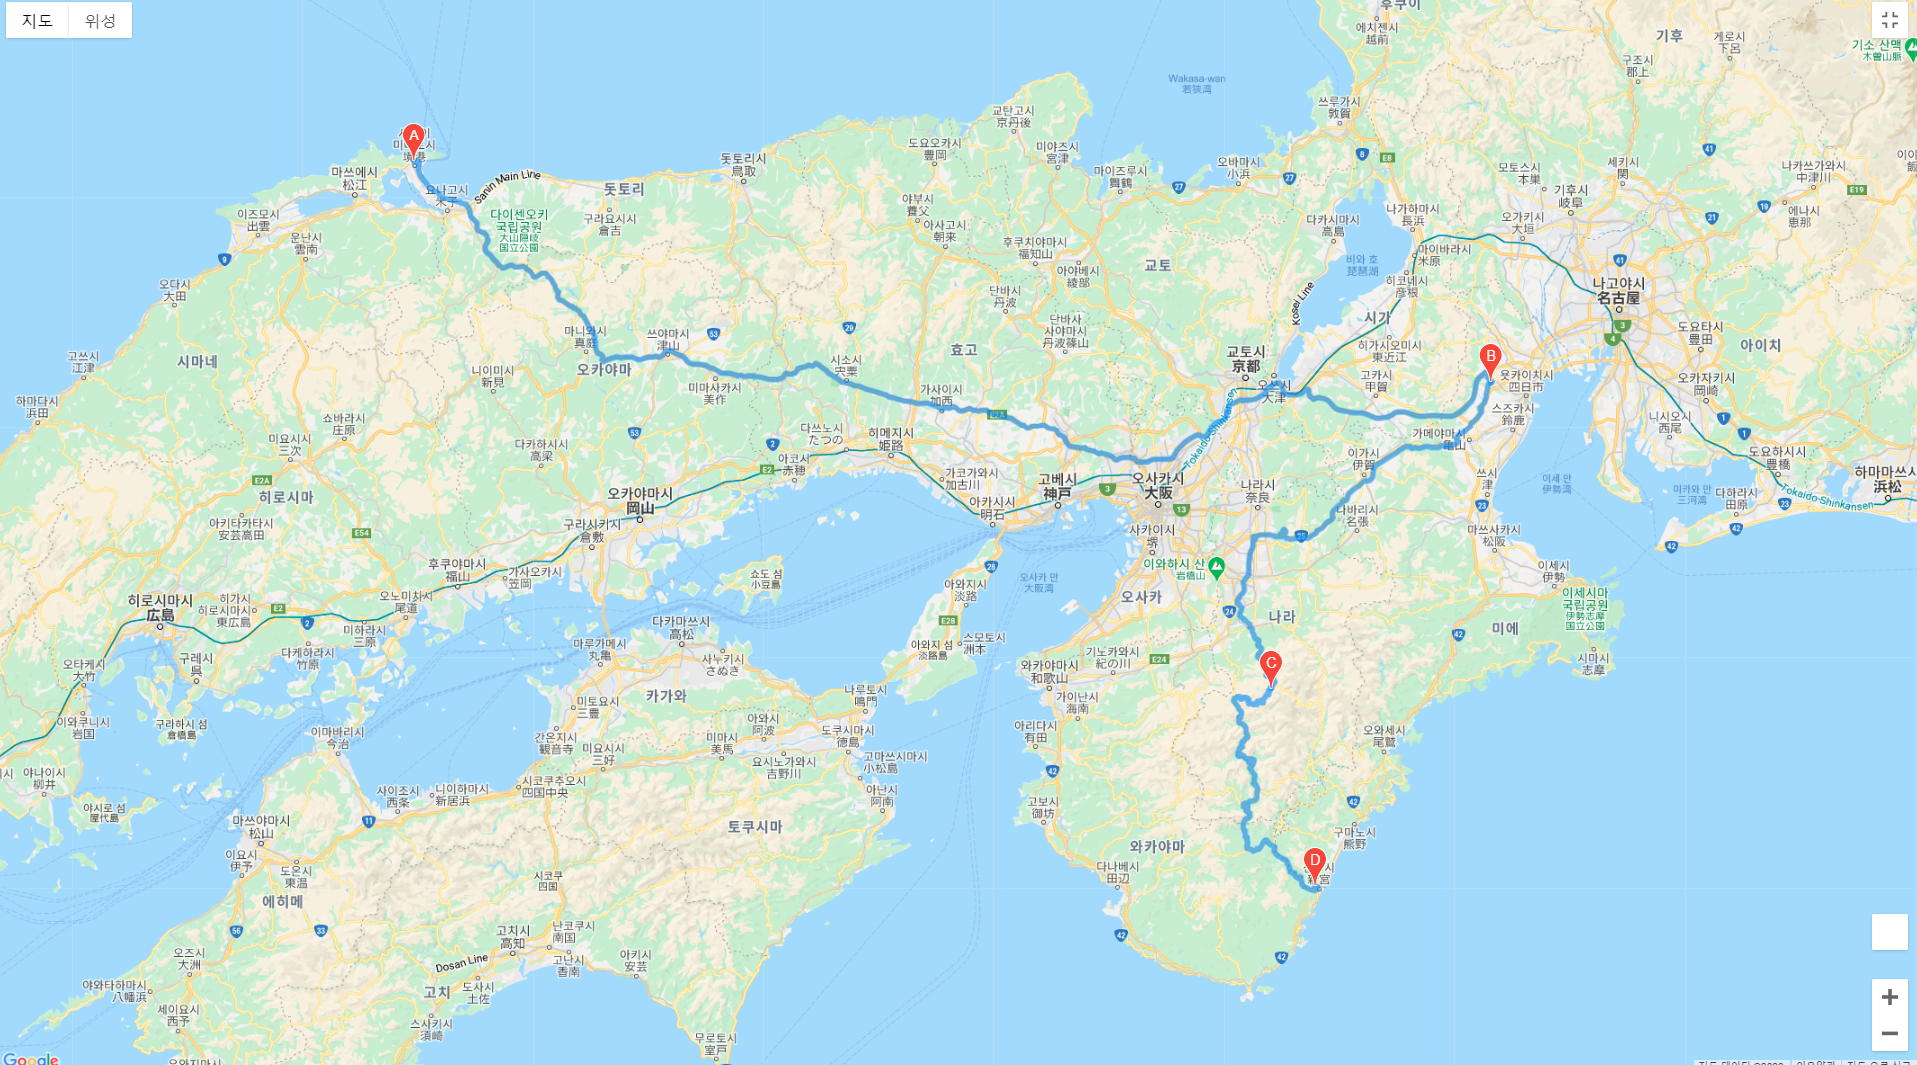 지도
위성
후쿠이
에치젠시
越前
기후
게로시
下呂
구조시
郡上
기소 산맥
木曽山脈
Wakasa-wan
若狭湾
쓰루가시
敦賀
교탄고시
京丹後
미야즈시
宮津
마이즈루시
舞鶴
오바마시
小浜
도요오카시
豊岡
돗토리시
鳥取
A
境港
마쓰에시
松江
요나고시
米子
Sanin Main Line
돗토리
구라요시시
倉吉
다이센오키
국립공원
大山隠岐
国立公園
이즈모시
出雲
운난시
雲南
오다시
大田
야부시
養父
아사고시
朝来
후쿠치야마시
福知山
아야베시
綾部
교토
단바시
丹波
단바사
사야마시
丹波篠山
다카시마시
高島
비와 호
琵琶湖
나가하마시
長浜
마이바라시
米原
히코네시
彦根
모토스시
本巣
세키시
関
기후시
岐阜
오가키시
大垣
나카쓰가와시
中津川
에나시
恵那
나고야시
名古屋
도요타시
豊田
아이치
오카자키시
岡崎
니시오시
西尾
도요하시시
豊橋
하마마쓰시
浜松
Tokaido-Shinkansen
다하라시
田原
미카와 만
三河湾
이세 만
伊勢湾
Kosei Line
시가
히가시오미시
東近江
고카시
甲賀
B
욧카이치시
四日市
스즈카시
鈴鹿
가메야마시
亀山
쓰시
津
마쓰사카시
松阪
이세시
伊勢
이세시마
국립공원
伊勢志摩
国立公園
미에
시마시
志摩
이가시
伊賀
나바리시
名張
교토시
京都
오쓰시
大津
Tokaido-Shinkansen
오사카시
大阪
나라시
奈良
사카이시
堺
이와하시 산
岩橋山
오사카 만
大阪湾
오사카
나라
고베시
神戸
아카시시
明石
가코가와시
加古川
가사이시
加西
효고
시소시
宍粟
히메지시
姫路
다쓰노시
たつの
아코시
赤穂
미마사카시
美作
쓰야마시
津山
마니와시
真庭
오카야마
니이미시
新見
다카하시시
高梁
오카야마시
岡山
구라시키시
倉敷
쇼도 섬
小豆島
시마네
고쓰시
江津
하마다시
浜田
쇼바라시
庄原
미요시시
三次
히로시마
아키타카타시
安芸高田
후쿠야마시
福山
가사오카시
笠岡
오노미치시
尾道
히로시마시
広島
히가시
히로시마시
東広島
미하라시
三原
다케하라시
竹原
구레시
呉
오타케시
大竹
이와쿠니시
岩国
구라하시 섬
倉橋島
야나이시
柳井
야시로 섬
屋代島
이마바리시
今治
마루가메시
丸亀
다카마쓰시
高松
사누키시
さぬき
카가와
미토요시
三豊
간온지시
観音寺
미요시시
三好
미마시
美馬
아와시
阿波
요시노가와시
吉野川
나루토시
鳴門
도쿠시마시
徳島
고마쓰시마시
小松島
아난시
阿南
토쿠시마
아와지시
淡路
스모토시
洲本
아와지 섬
淡路島
와카야마시
和歌山
기노카와시
紀の川
가이난시
海南
아리다시
有田
고보시
御坊
와카야마
다나베시
田辺
C
오와세시
尾鷲
구마노시
熊野
D
新宮
사이조시
西条
니이하마시
新居浜
시코쿠추오시
四国中央
마쓰야마시
松山
이요시
伊予
도온시
東温
에히메
시코쿠
四国
고치시
高知
난코쿠시
南国
고난시
香南
아키시
安芸
Dosan Line
도사시
土佐
고치
스사키시
須崎
무로토시
室戸
오즈시
大洲
야와타하마시
八幡浜
세이요시
西予
우와지마시
Google